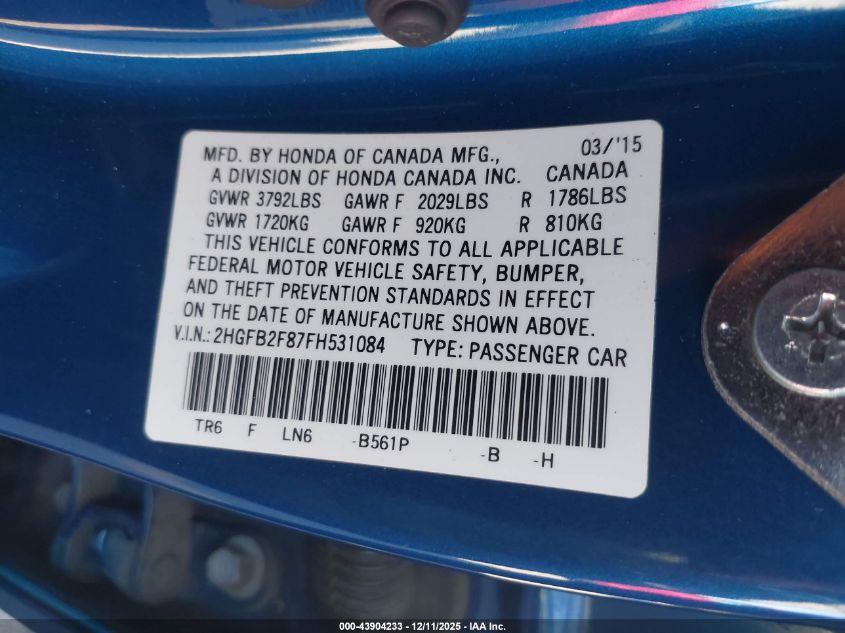 MFD. BY HONDA OF CANADA MFG., 03/'15
A DIVISION OF HONDA CANADA INC. CANADA
GVWR 3792LBS GAWR F 2029LBS R 1786LBS
GVWR 1720KG GAWR F 920KG R 810KG
THIS VEHICLE CONFORMS TO ALL APPLICABLE
FEDERAL MOTOR VEHICLE SAFETY, BUMPER,
AND THEFT PREVENTION STANDARDS IN EFFECT
ON THE DATE OF MANUFACTURE SHOWN ABOVE.
V.I.N.: 2HGFB2F87FH531084 TYPE: PASSENGER CAR
TR6 F LN6 -B561P -B -H
000-43904233 - 12/11/2025 - IAA Inc.